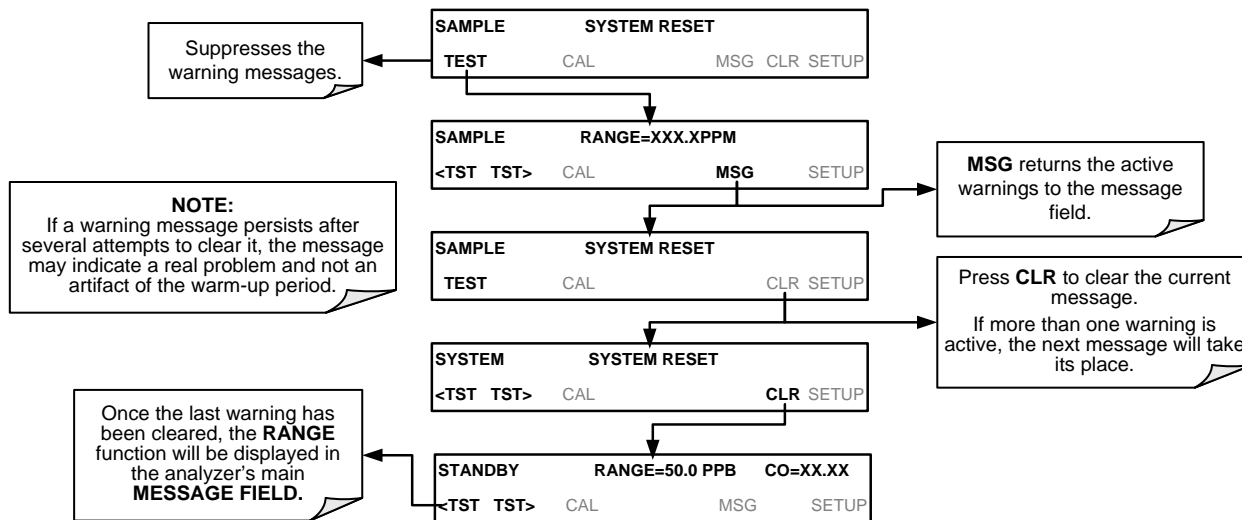 Suppresses the
warning messages.
SAMPLE SYSTEM RESET
TEST CAL MSG CLR SETUP
SAMPLE RANGE=XXX.XPPM
<TST TST> CAL MSG SETUP
MSG returns the active
warnings to the message
field.
NOTE:
If a warning message persists after
several attempts to clear it, the message
may indicate a real problem and not an
artifact of the warm-up period.
SAMPLE SYSTEM RESET
TEST CAL CLR SETUP
Press CLR to clear the current
message.
If more than one warning is
active, the next message will take
its place.
SYSTEM SYSTEM RESET
<TST TST> CAL CLR SETUP
Once the last warning has
been cleared, the RANGE
function will be displayed in
the analyzer's main
MESSAGE FIELD.
STANDBY RANGE=50.0 PPB CO=XX.XX
<TST TST> CAL MSG SETUP